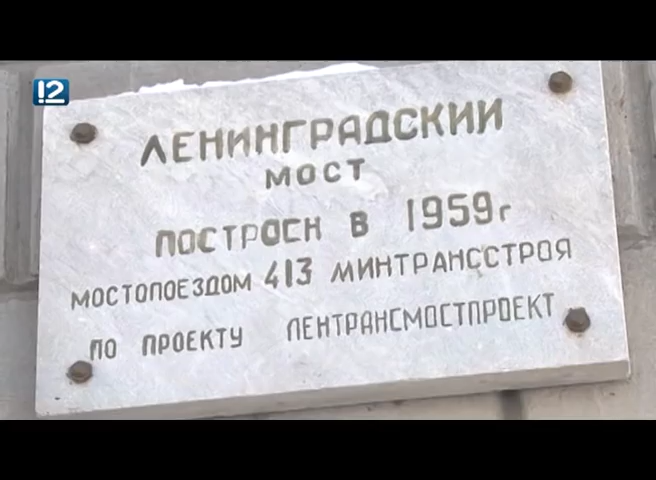 12
ЛЕНИНГРАДСКИЙ
МОСТ
ПОСТРОЕН В 1959г
МОСТОПОЕЗДОМ 413 МИНТРАНССТРОЯ
ПО ПРОЕКТУ ЛЕНТРАНСМОСТПРОЕКТ